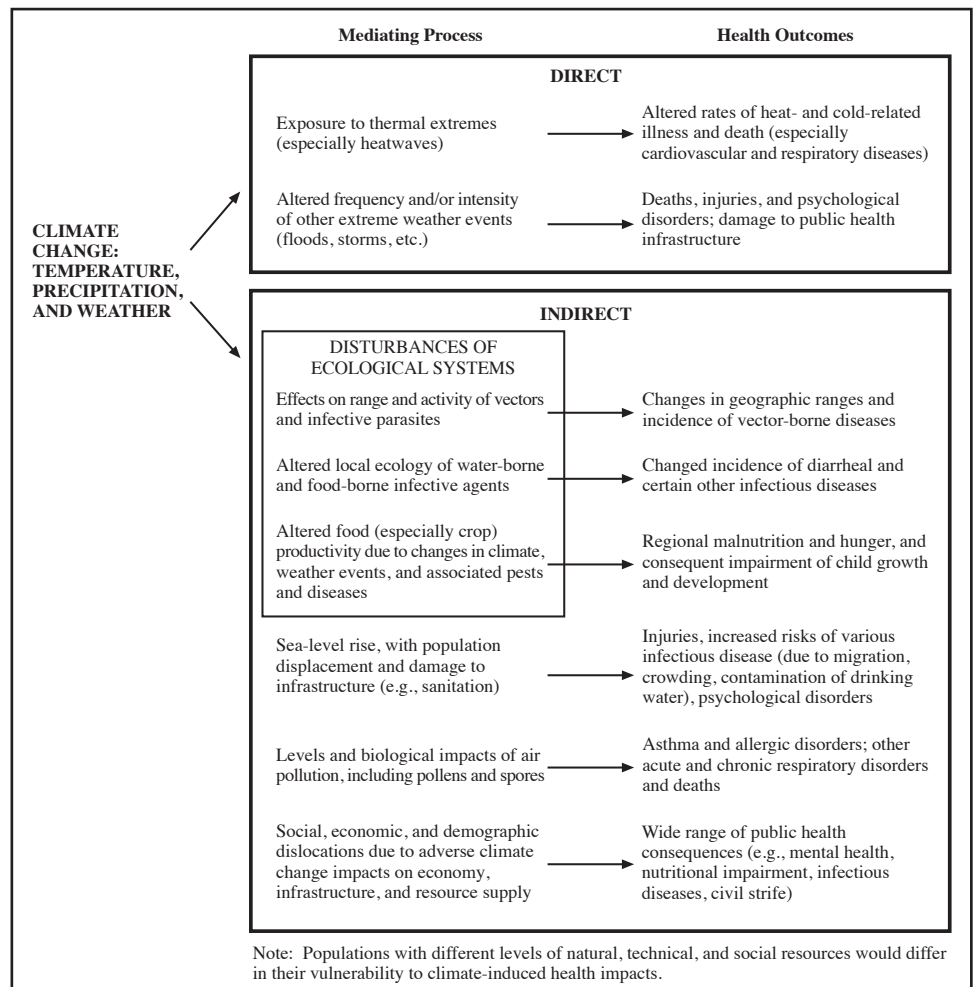 Mediating Process
Health Outcomes
DIRECT
Exposure to thermal extremes
(especially heatwaves)
Altered rates of heat- and cold-related
illness and death (especially
cardiovascular and respiratory diseases)
Altered frequency and/or intensity
of other extreme weather events
(floods, storms, etc.)
Deaths, injuries, and psychological
disorders; damage to public health
infrastructure
CLIMATE
CHANGE:
TEMPERATURE,
PRECIPITATION,
AND WEATHER
INDIRECT
DISTURBANCES OF
ECOLOGICAL SYSTEMS
Effects on range and activity of vectors
and infective parasites
Changes in geographic ranges and
incidence of vector-borne diseases
Altered local ecology of water-borne
and food-borne infective agents
Changed incidence of diarrheal and
certain other infectious diseases
Altered food (especially crop)
productivity due to changes in climate,
weather events, and associated pests
and diseases
Regional malnutrition and hunger, and
consequent impairment of child growth
and development
Sea-level rise, with population
displacement and damage to
infrastructure (e.g., sanitation)
Injuries, increased risks of various
infectious disease (due to migration,
crowding, contamination of drinking
water), psychological disorders
Levels and biological impacts of air
pollution, including pollens and spores
Asthma and allergic disorders; other
acute and chronic respiratory disorders
and deaths
Social, economic, and demographic
dislocations due to adverse climate
change impacts on economy,
infrastructure, and resource supply
Wide range of public health
consequences (e.g., mental health,
nutritional impairment, infectious
diseases, civil strife)
Note: Populations with different levels of natural, technical, and social resources would differ
in their vulnerability to climate-induced health impacts.